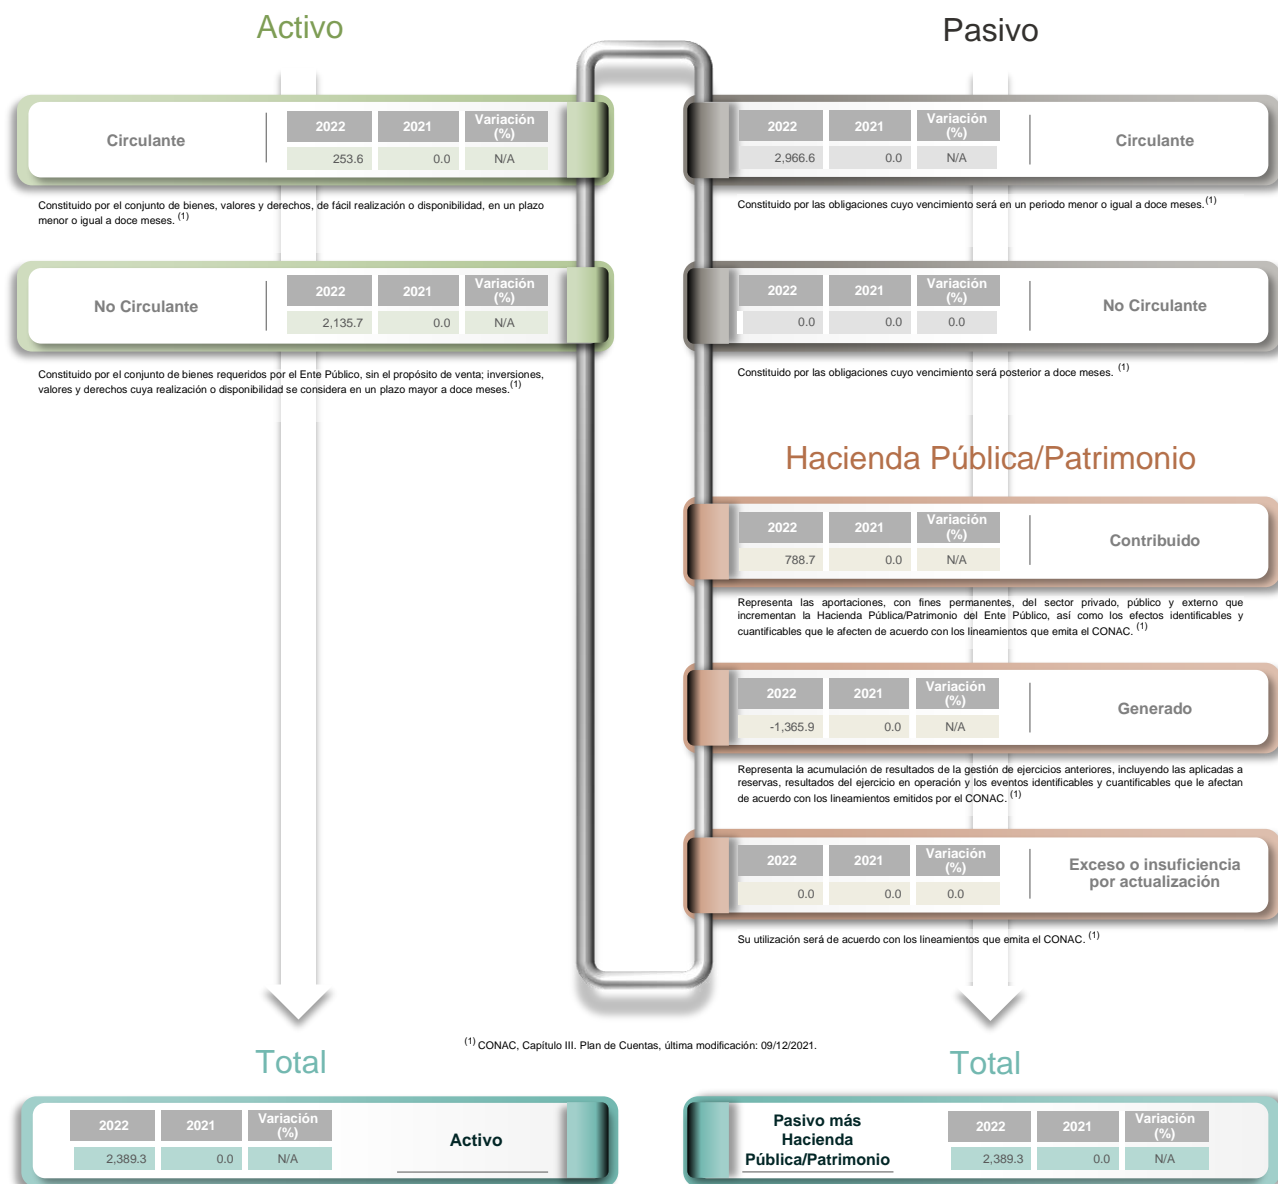 Activo
Circulante
2022 2021 Variación (%)
253.6 0.0 N/A
Constituido por el conjunto de bienes, valores y derechos, de fácil realización o disponibilidad, en un plazo
menor o igual a doce meses. (1)
No Circulante
2022 2021 Variación (%)
2,135.7 0.0 N/A
Constituido por el conjunto de bienes requeridos por el Ente Público, sin el propósito de venta; inversiones,
valores y derechos cuya realización o disponibilidad se considera en un plazo mayor a doce meses.(1)
Pasivo
2022 2021 Variación (%)
2,966.6 0.0 N/A
Circulante
Constituido por las obligaciones cuyo vencimiento será en un periodo menor o igual a doce meses.(1)
2022 2021 Variación (%)
0.0 0.0 0.0
No Circulante
Constituido por las obligaciones cuyo vencimiento será posterior a doce meses. (1)
Hacienda Pública/Patrimonio
2022 2021 Variación (%)
788.7 0.0 N/A
Contribuido
Representa las aportaciones, con fines permanentes, del sector privado, público y externo que
incrementan la Hacienda Pública/Patrimonio del Ente Público, así como los efectos identificables y
cuantificables que le afecten de acuerdo con los lineamientos que emita el CONAC. (1)
2022 2021 Variación (%)
-1,365.9 0.0 N/A
Generado
Representa la acumulación de resultados de la gestión de ejercicios anteriores, incluyendo las aplicadas a
reservas, resultados del ejercicio en operación y los eventos identificables y cuantificables que le afectan
de acuerdo con los lineamientos emitidos por el CONAC. (1)
2022 2021 Variación (%)
0.0 0.0 0.0
Exceso o insuficiencia
por actualización
Su utilización será de acuerdo con los lineamientos que emita el CONAC. (1)
(1) CONAC, Capítulo III. Plan de Cuentas, última modificación: 09/12/2021.
Total
2022 2021 Variación (%)
2,389.3 0.0 N/A
Activo
Total
Pasivo más
Hacienda
Pública/Patrimonio
2022 2021 Variación (%)
2,389.3 0.0 N/A